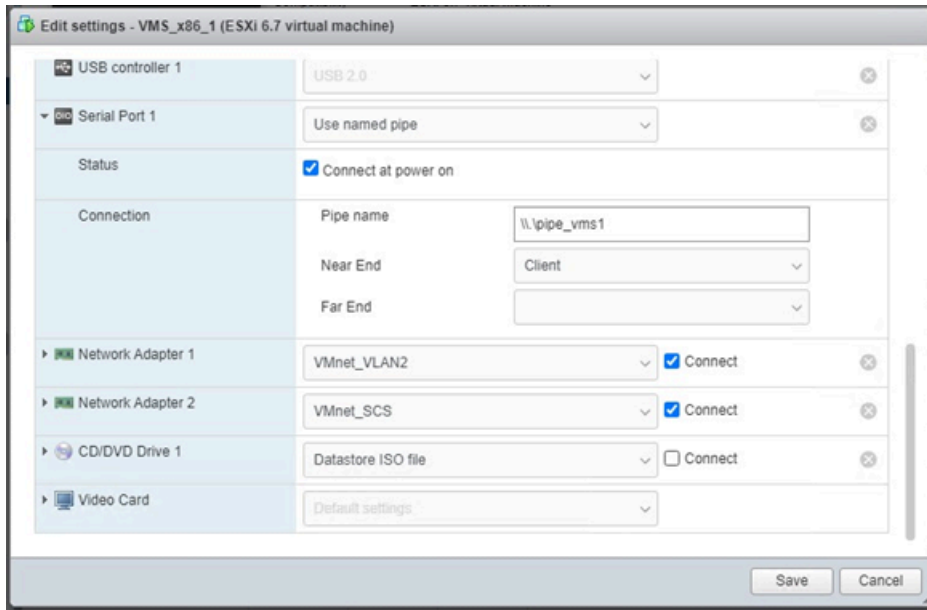 Edit settings - VMS_x86_1 (ESXi 6.7 virtual machine)
USB controller 1 USB 2.0
Serial Port 1 Use named pipe
Status Connect at power on
Connection Pipe name \\.\pipe_vms1
Near End Client
Far End
Network Adapter 1 VMnet_VLAN2 Connect
Network Adapter 2 VMnet_SCS Connect
CD/DVD Drive 1 Datastore ISO file Connect
Video Card Default settings
Save Cancel